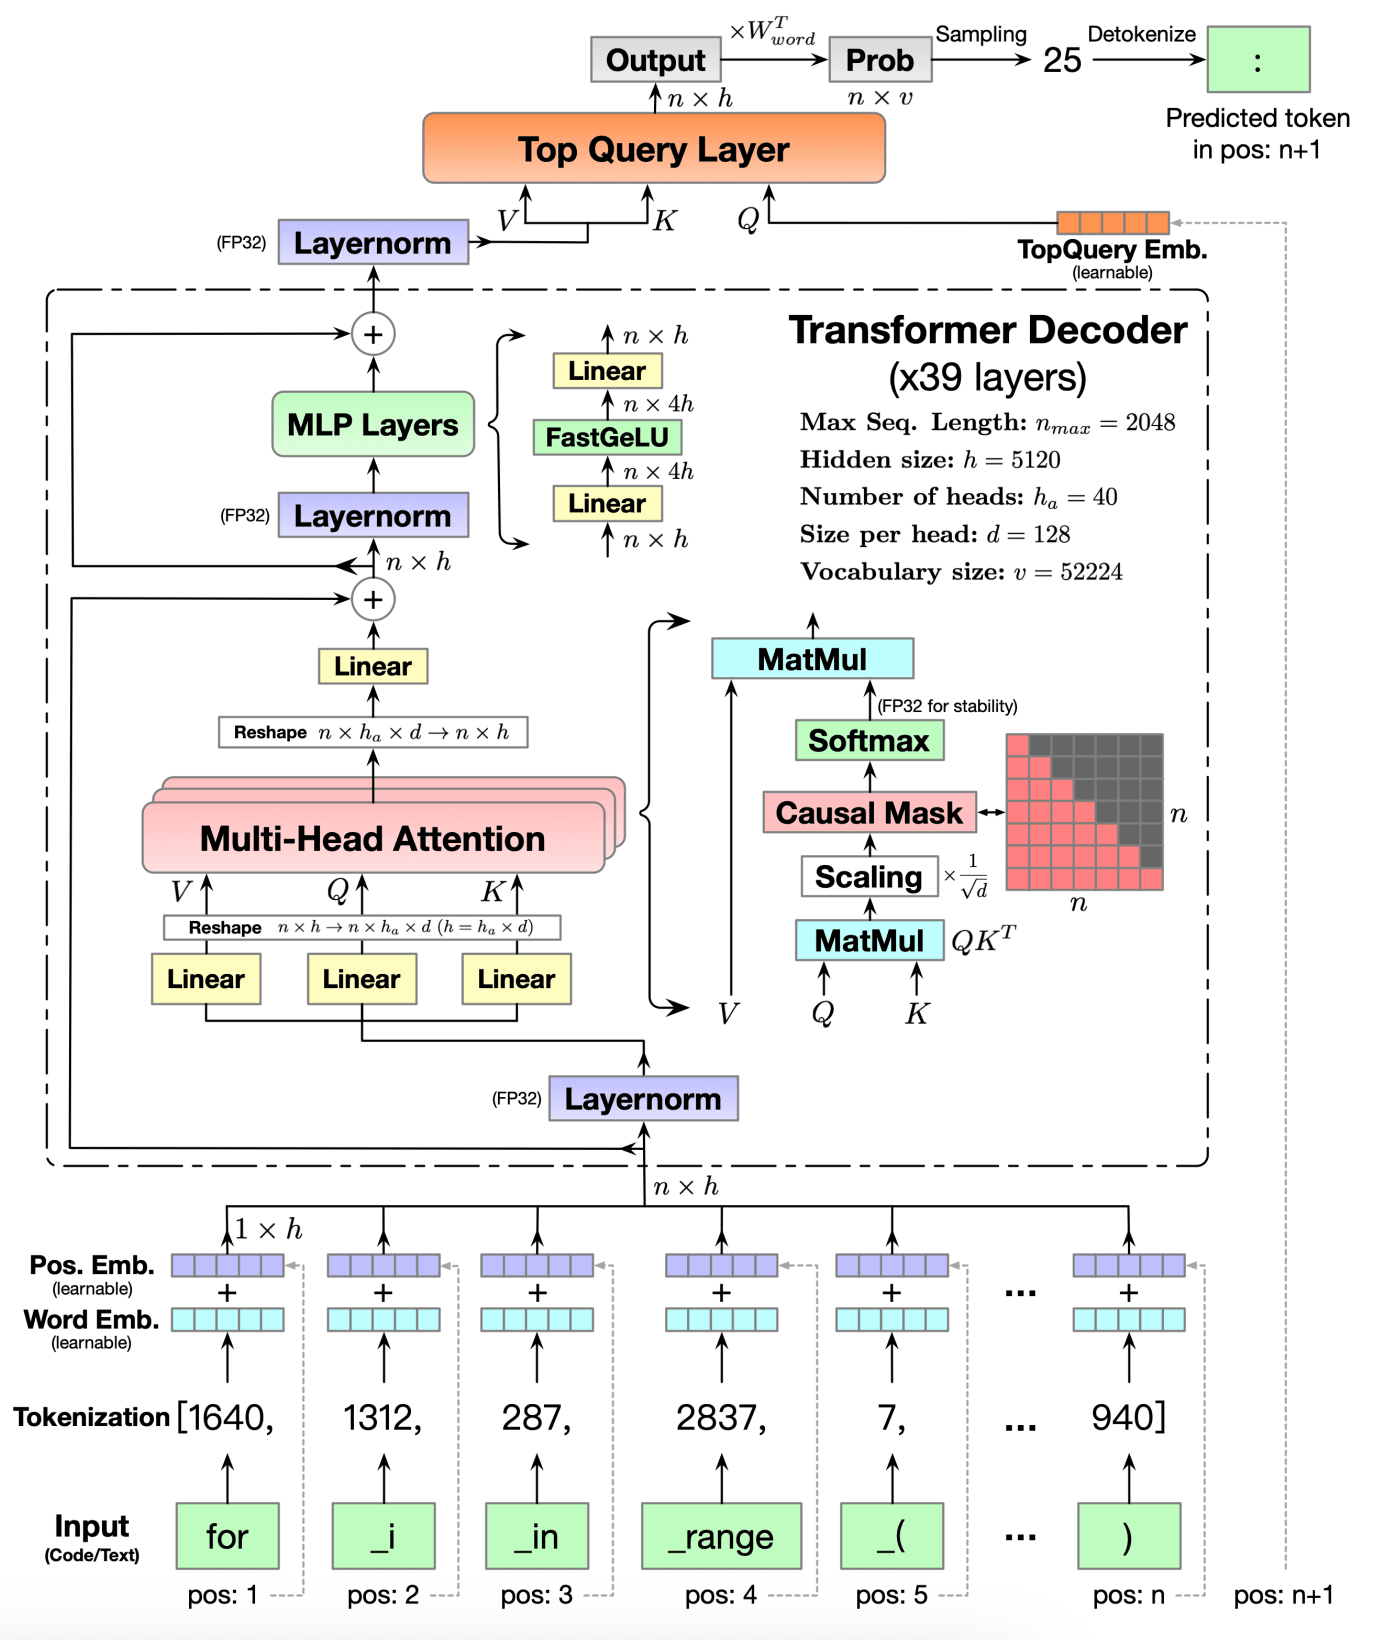 Output
×W^T_word
Prob
Sampling
25
Detokenize
:
n × h
n × v
Predicted token
in pos: n+1
Top Query Layer
V
K
Q
(FP32)
Layernorm
TopQuery Emb.
(learnable)
+
MLP Layers
(FP32)
Layernorm
n × h
+
n × h
Linear
n × 4h
FastGeLU
n × 4h
Linear
n × h
Transformer Decoder
(x39 layers)
Max Seq. Length: n_max = 2048
Hidden size: h = 5120
Number of heads: h_a = 40
Size per head: d = 128
Vocabulary size: v = 52224
Linear
Reshape n × h_a × d → n × h
Multi-Head Attention
V
Q
K
Reshape n × h → n × h_a × d (h = h_a × d)
Linear
Linear
Linear
MatMul
(FP32 for stability)
Softmax
Causal Mask
n
n
Scaling
× 1/√d
MatMul
QK^T
V
Q
K
(FP32)
Layernorm
n × h
1 × h
Pos. Emb.
(learnable)
+ + + + + ... +
Word Emb.
(learnable)
Tokenization [1640, 1312, 287, 2837, 7, ... 940]
Input
(Code/Text)
for _i _in _range _( ... )
pos: 1 pos: 2 pos: 3 pos: 4 pos: 5 pos: n pos: n+1